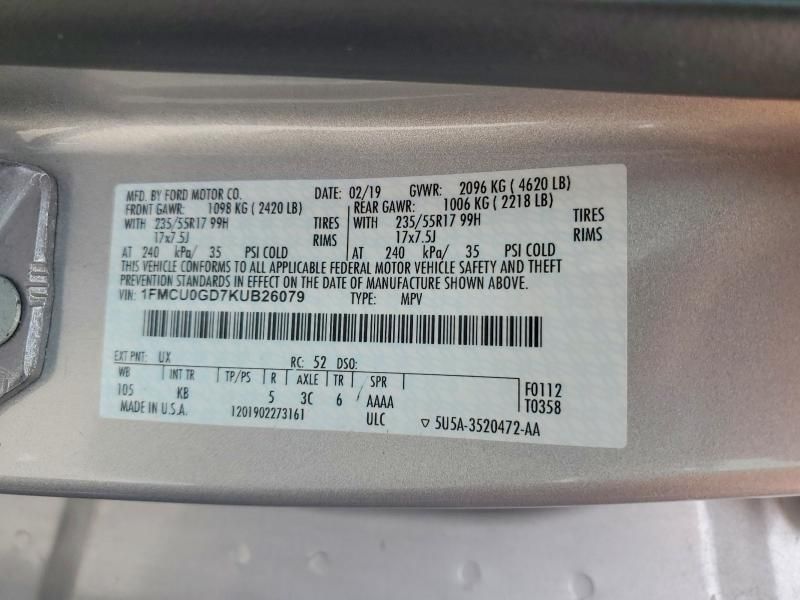 MFD. BY FORD MOTOR CO. DATE: 02/19 GVWR: 2096 KG ( 4620 LB)
FRONT GAWR: 1098 KG ( 2420 LB) REAR GAWR: 1006 KG ( 2218 LB)
WITH 235/55R17 99H TIRES WITH 235/55R17 99H TIRES
17x7.5J RIMS 17x7.5J RIMS
AT 240 kPa/ 35 PSI COLD AT 240 kPa/ 35 PSI COLD
THIS VEHICLE CONFORMS TO ALL APPLICABLE FEDERAL MOTOR VEHICLE SAFETY AND THEFT
PREVENTION STANDARDS IN EFFECT ON THE DATE OF MANUFACTURE SHOWN ABOVE.
VIN: 1FMCU0GD7KUB26079 TYPE: MPV
EXT PNT: UX RC: 52 DSO:
WB INT TR TP/PS R AXLE TR SPR F0112
105 KB 5 3C 6 AAAA T0358
MADE IN U.S.A. 1201902273161 ULC ▽ 5U5A-3520472-AA